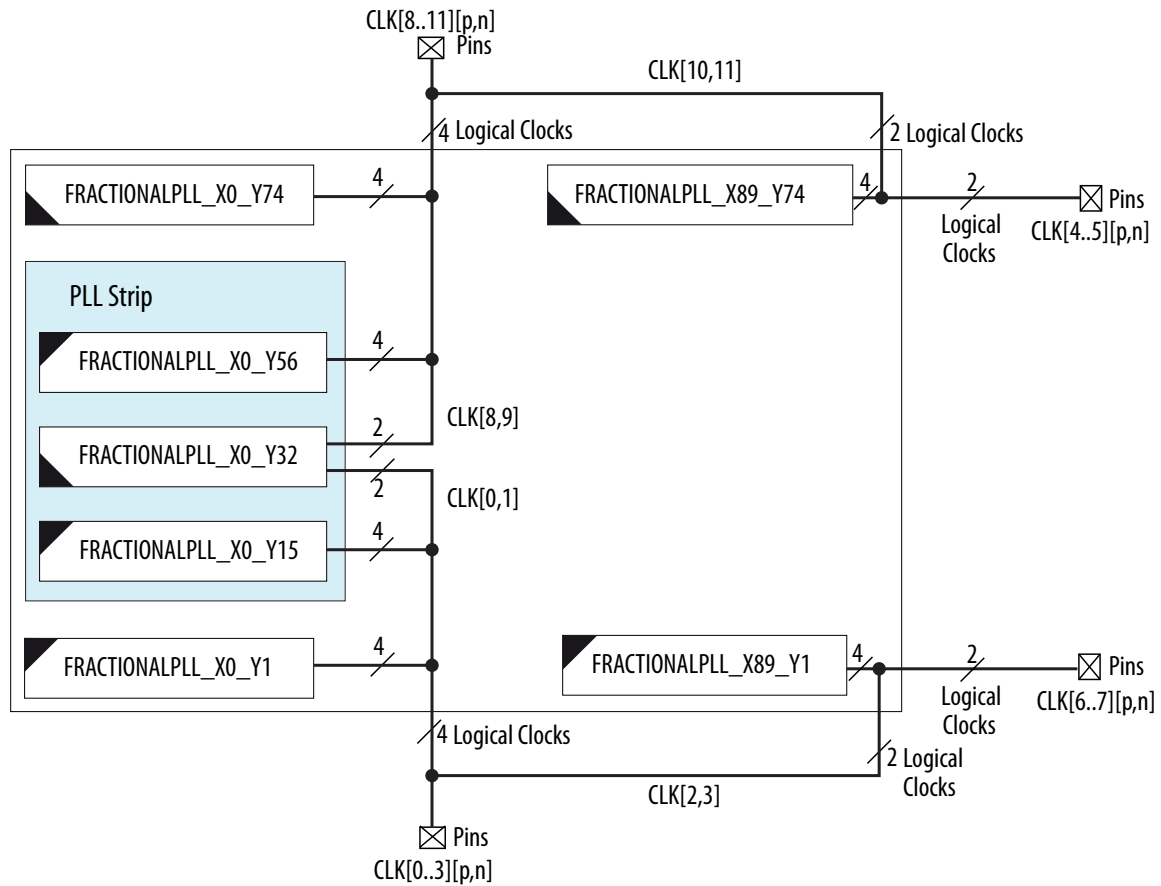 CLK[8..11][p,n]
Pins
CLK[10,11]
4 Logical Clocks
2 Logical Clocks
FRACTIONALPLL_X0_Y74
4
FRACTIONALPLL_X89_Y74
4
2
Logical
Clocks
Pins
CLK[4..5][p,n]
PLL Strip
FRACTIONALPLL_X0_Y56
4
CLK[8,9]
FRACTIONALPLL_X0_Y32
2
2
CLK[0,1]
FRACTIONALPLL_X0_Y15
4
FRACTIONALPLL_X0_Y1
4
FRACTIONALPLL_X89_Y1
4
2
Logical
Clocks
Pins
CLK[6..7][p,n]
4 Logical Clocks
2 Logical
Clocks
CLK[2,3]
Pins
CLK[0..3][p,n]